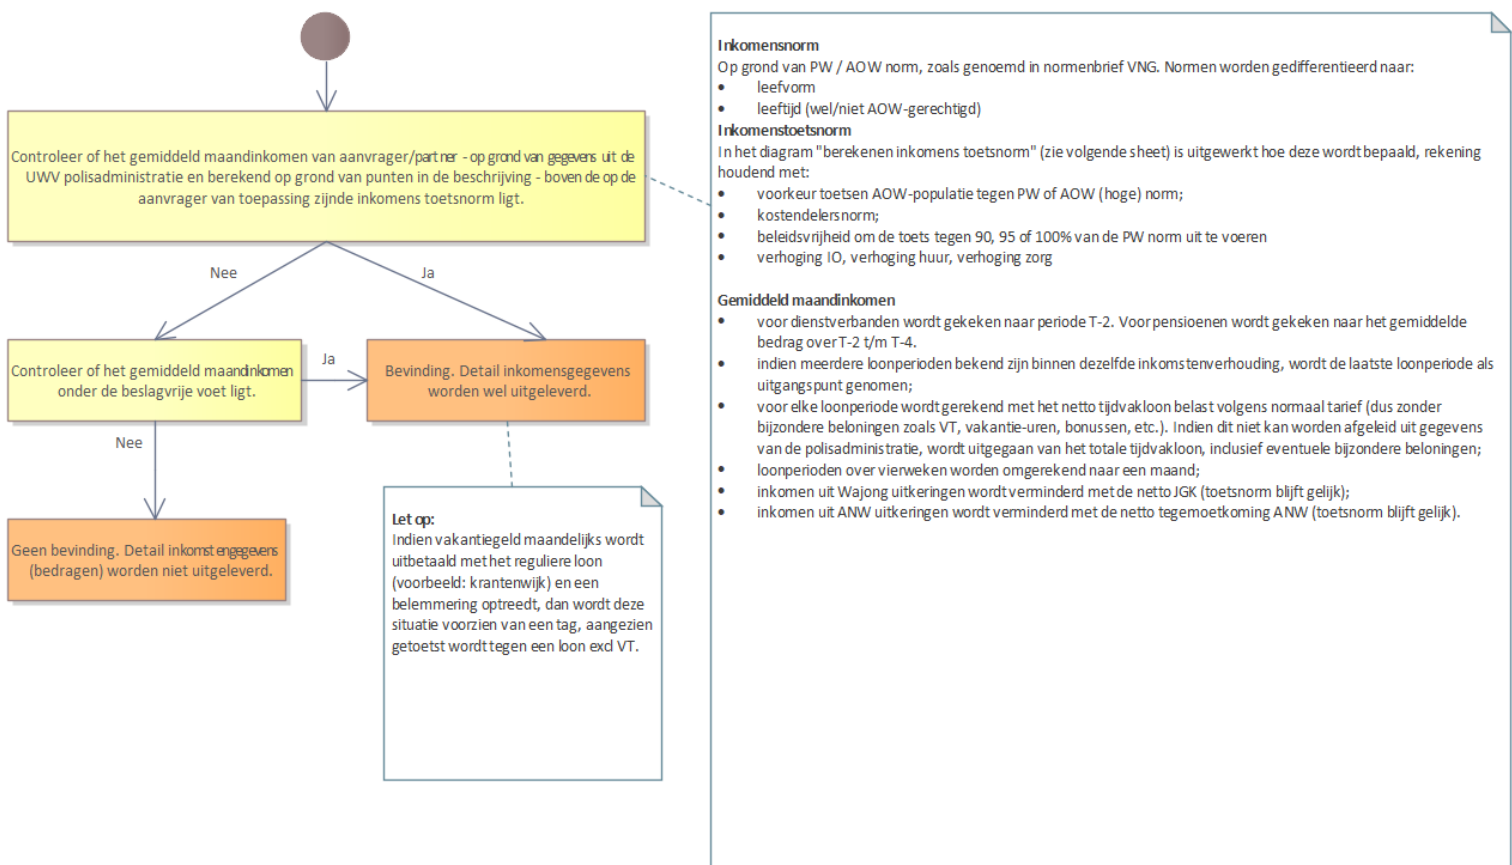 Controleer of het gemiddeld maandinkomen van aanvrager/partner - op grond van gegevens uit de
UWV polisadministratie en berekend op grond van punten in de beschrijving - boven de op de
aanvrager van toepassing zijnde inkomens toetsnorm ligt.
Nee
Ja
Controleer of het gemiddeld maandinkomen
onder de beslagvrije voet ligt.
Ja
Bevinding. Detail inkomensgegevens
worden wel uitgeleverd.
Nee
Geen bevinding. Detail inkomstengegevens
(bedragen) worden niet uitgeleverd.
Let op:
Indien vakantiegeld maandelijks wordt
uitbetaald met het reguliere loon
(voorbeeld: krantenwijk) en een
belemmering optreedt, dan wordt deze
situatie voorzien van een tag, aangezien
getoetst wordt tegen een loon excl VT.
Inkomensnorm
Op grond van PW / AOW norm, zoals genoemd in normenbrief VNG. Normen worden gedifferentieerd naar:
• leefvorm
• leeftijd (wel/niet AOW-gerechtigd)
Inkomenstoetsnorm
In het diagram "berekenen inkomens toetsnorm" (zie volgende sheet) is uitgewerkt hoe deze wordt bepaald, rekening
houdend met:
• voorkeur toetsen AOW-populatie tegen PW of AOW (hoge) norm;
• kostendelersnorm;
• beleidsvrijheid om de toets tegen 90, 95 of 100% van de PW norm uit te voeren
• verhoging IO, verhoging huur, verhoging zorg
Gemiddeld maandinkomen
• voor dienstverbanden wordt gekeken naar periode T-2. Voor pensioenen wordt gekeken naar het gemiddelde
bedrag over T-2 t/m T-4.
• indien meerdere loonperioden bekend zijn binnen dezelfde inkomstenverhouding, wordt de laatste loonperiode als
uitgangspunt genomen;
• voor elke loonperiode wordt gerekend met het netto tijdvakloon belast volgens normaal tarief (dus zonder
bijzondere beloningen zoals VT, vakantie-uren, bonussen, etc.). Indien dit niet kan worden afgeleid uit gegevens
van de polisadministratie, wordt uitgegaan van het totale tijdvakloon, inclusief eventuele bijzondere beloningen;
• loonperioden over vier weken worden omgerekend naar een maand;
• inkomen uit Wajong uitkeringen wordt verminderd met de netto JGK (toetsnorm blijft gelijk);
• inkomen uit ANW uitkeringen wordt verminderd met de netto tegemoetkoming ANW (toetsnorm blijft gelijk).